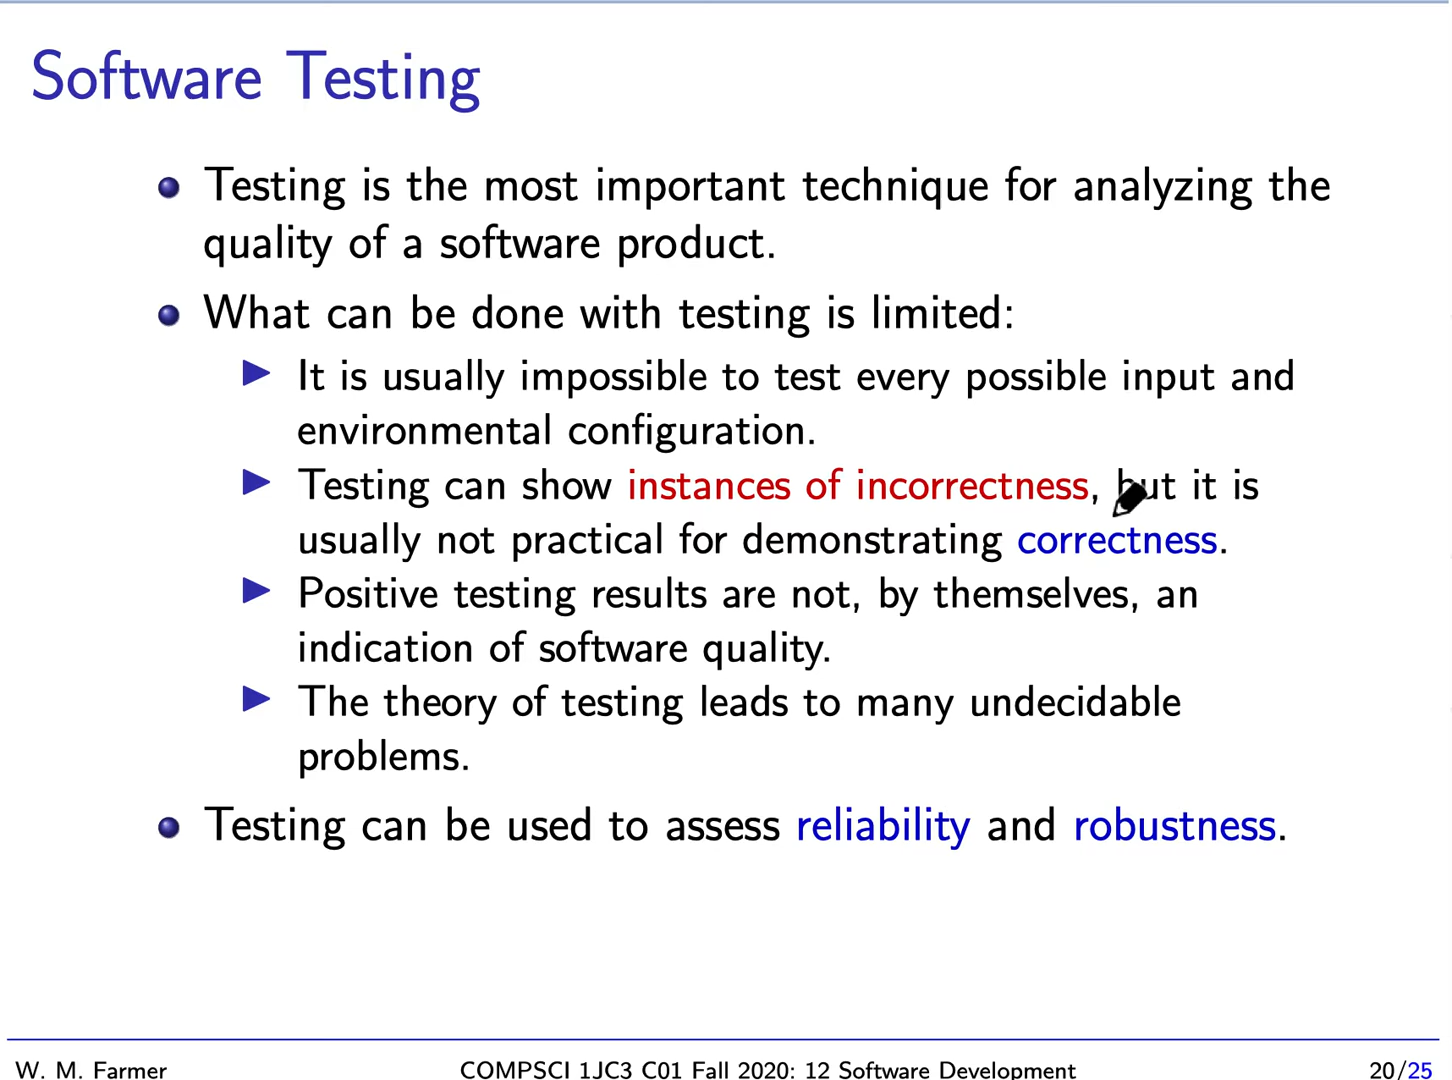 Software Testing
Testing is the most important technique for analyzing the
quality of a software product.
What can be done with testing is limited:
It is usually impossible to test every possible input and
environmental configuration.
Testing can show instances of incorrectness, but it is
usually not practical for demonstrating correctness.
Positive testing results are not, by themselves, an
indication of software quality.
The theory of testing leads to many undecidable
problems.
Testing can be used to assess reliability and robustness.
W. M. Farmer COMPSCI 1JC3 C01 Fall 2020: 12 Software Development 20/25